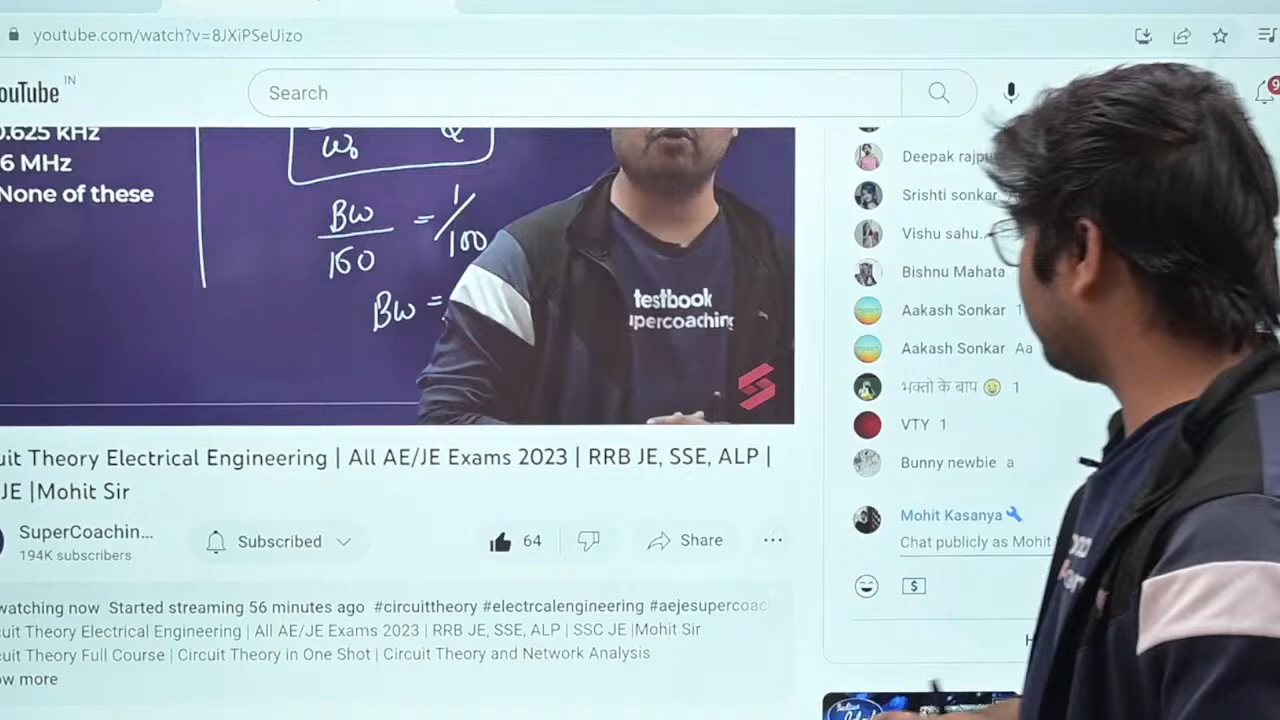 youtube.com/watch?v=8JXiPSeUizo
ouTube IN
Search
9
0.625 kHz
6 MHz
None of these
ω₀ Q
BW/150 = 1/100
BW =
testbook
upercoaching
Deepak rajpu
Srishti sonkar A
Vishu sahu..
Bishnu Mahata
Aakash Sonkar 1
Aakash Sonkar Aa
भक्तो के बाप 😀 1
VTY 1
Bunny newbie a
Mohit Kasanya
Chat publicly as Mohit
$
uit Theory Electrical Engineering | All AE/JE Exams 2023 | RRB JE, SSE, ALP |
JE |Mohit Sir
SuperCoachin...
194K subscribers
Subscribed
64
Share
...
watching now Started streaming 56 minutes ago #circuittheory #electrcalengineering #aejesupercoac
uit Theory Electrical Engineering | All AE/JE Exams 2023 | RRB JE, SSE, ALP | SSC JE |Mohit Sir
uit Theory Full Course | Circuit Theory in One Shot | Circuit Theory and Network Analysis
ow more